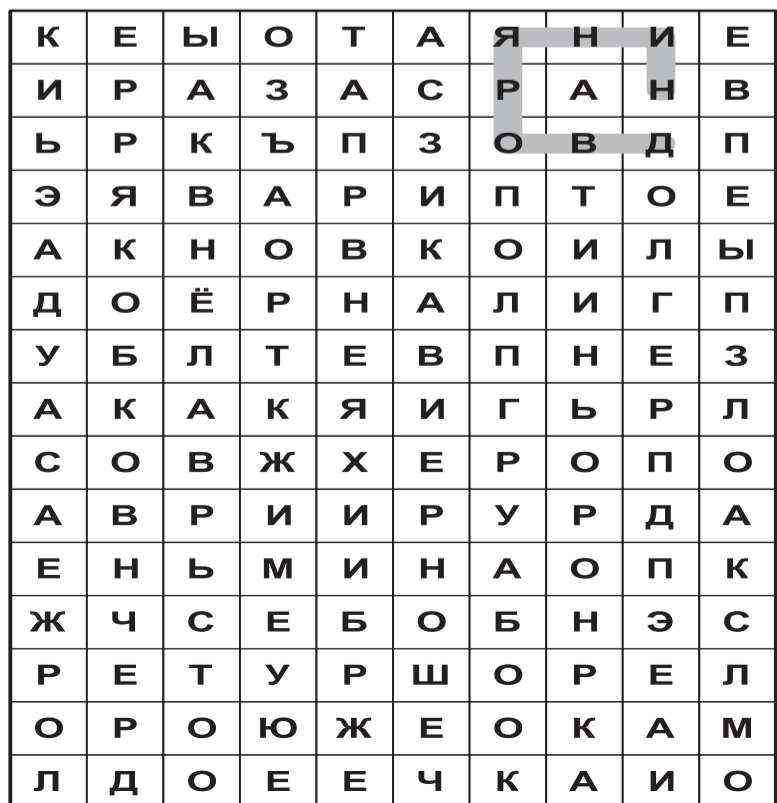 К Е Ы О Т А Я Н И Е
И Р А З А С Р А Н В
Ь Р К Ъ П З О В Д П
Э Я В А Р И П Т О Е
А К Н О В К О И Л Ы
Д О Ё Р Н А Л И Г П
У Б Л Т Е В П Н Е З
А К А К Я И Г Ь Р Л
С О В Ж Х Е Р О П О
А В Р И И Р У Р Д А
Е Н Ь М И Н А О П К
Ж Ч С Е Б О Б Н Э С
Р Е Т У Р Ш О Р Е Л
О Р О Ю Ж Е О К А М
Л Д О Е Е Ч К А И О